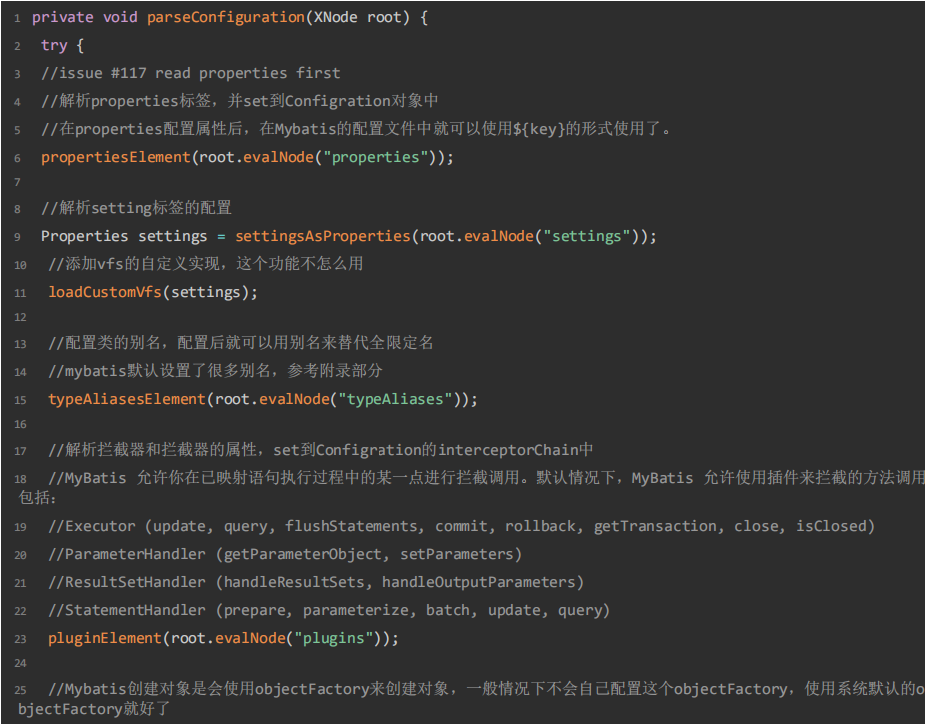 1 private void parseConfiguration(XNode root) {
2 try {
3 //issue #117 read properties first
4 //解析properties标签，并set到Configration对象中
5 //在properties配置属性后，在Mybatis的配置文件中就可以使用${key}的形式使用了。
6 propertiesElement(root.evalNode("properties"));
7
8 //解析setting标签的配置
9 Properties settings = settingsAsProperties(root.evalNode("settings"));
10 //添加vfs的自定义实现，这个功能不怎么用
11 loadCustomVfs(settings);
12
13 //配置类的别名，配置后就可以用别名来替代全限定名
14 //mybatis默认设置了很多别名，参考附录部分
15 typeAliasesElement(root.evalNode("typeAliases"));
16
17 //解析拦截器和拦截器的属性，set到Configration的interceptorChain中
18 //MyBatis 允许你在已映射语句执行过程中的某一点进行拦截调用。默认情况下，MyBatis 允许使用插件来拦截的方法调用
包括：
19 //Executor (update, query, flushStatements, commit, rollback, getTransaction, close, isClosed)
20 //ParameterHandler (getParameterObject, setParameters)
21 //ResultSetHandler (handleResultSets, handleOutputParameters)
22 //StatementHandler (prepare, parameterize, batch, update, query)
23 pluginElement(root.evalNode("plugins"));
24
25 //Mybatis创建对象是会使用objectFactory来创建对象，一般情况下不会自己配置这个objectFactory，使用系统默认的o
bjectFactory就好了